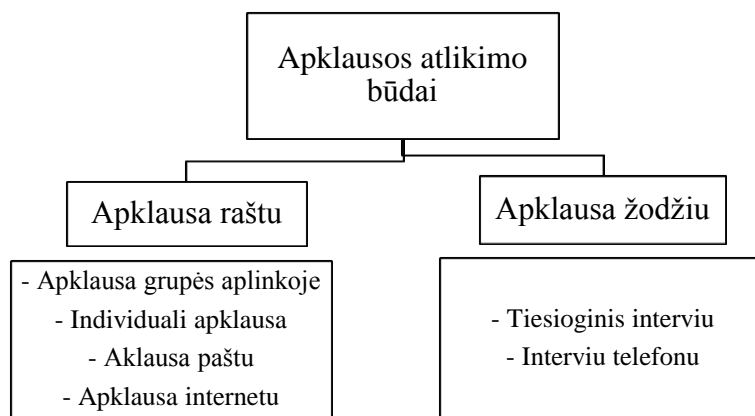 Apklausos atlikimo
būdai
Apklausa raštu
Apklausa žodžiu
- Apklausa grupės aplinkoje
- Individuali apklausa
- Aklausa paštu
- Apklausa internetu
- Tiesioginis interviu
- Interviu telefonu